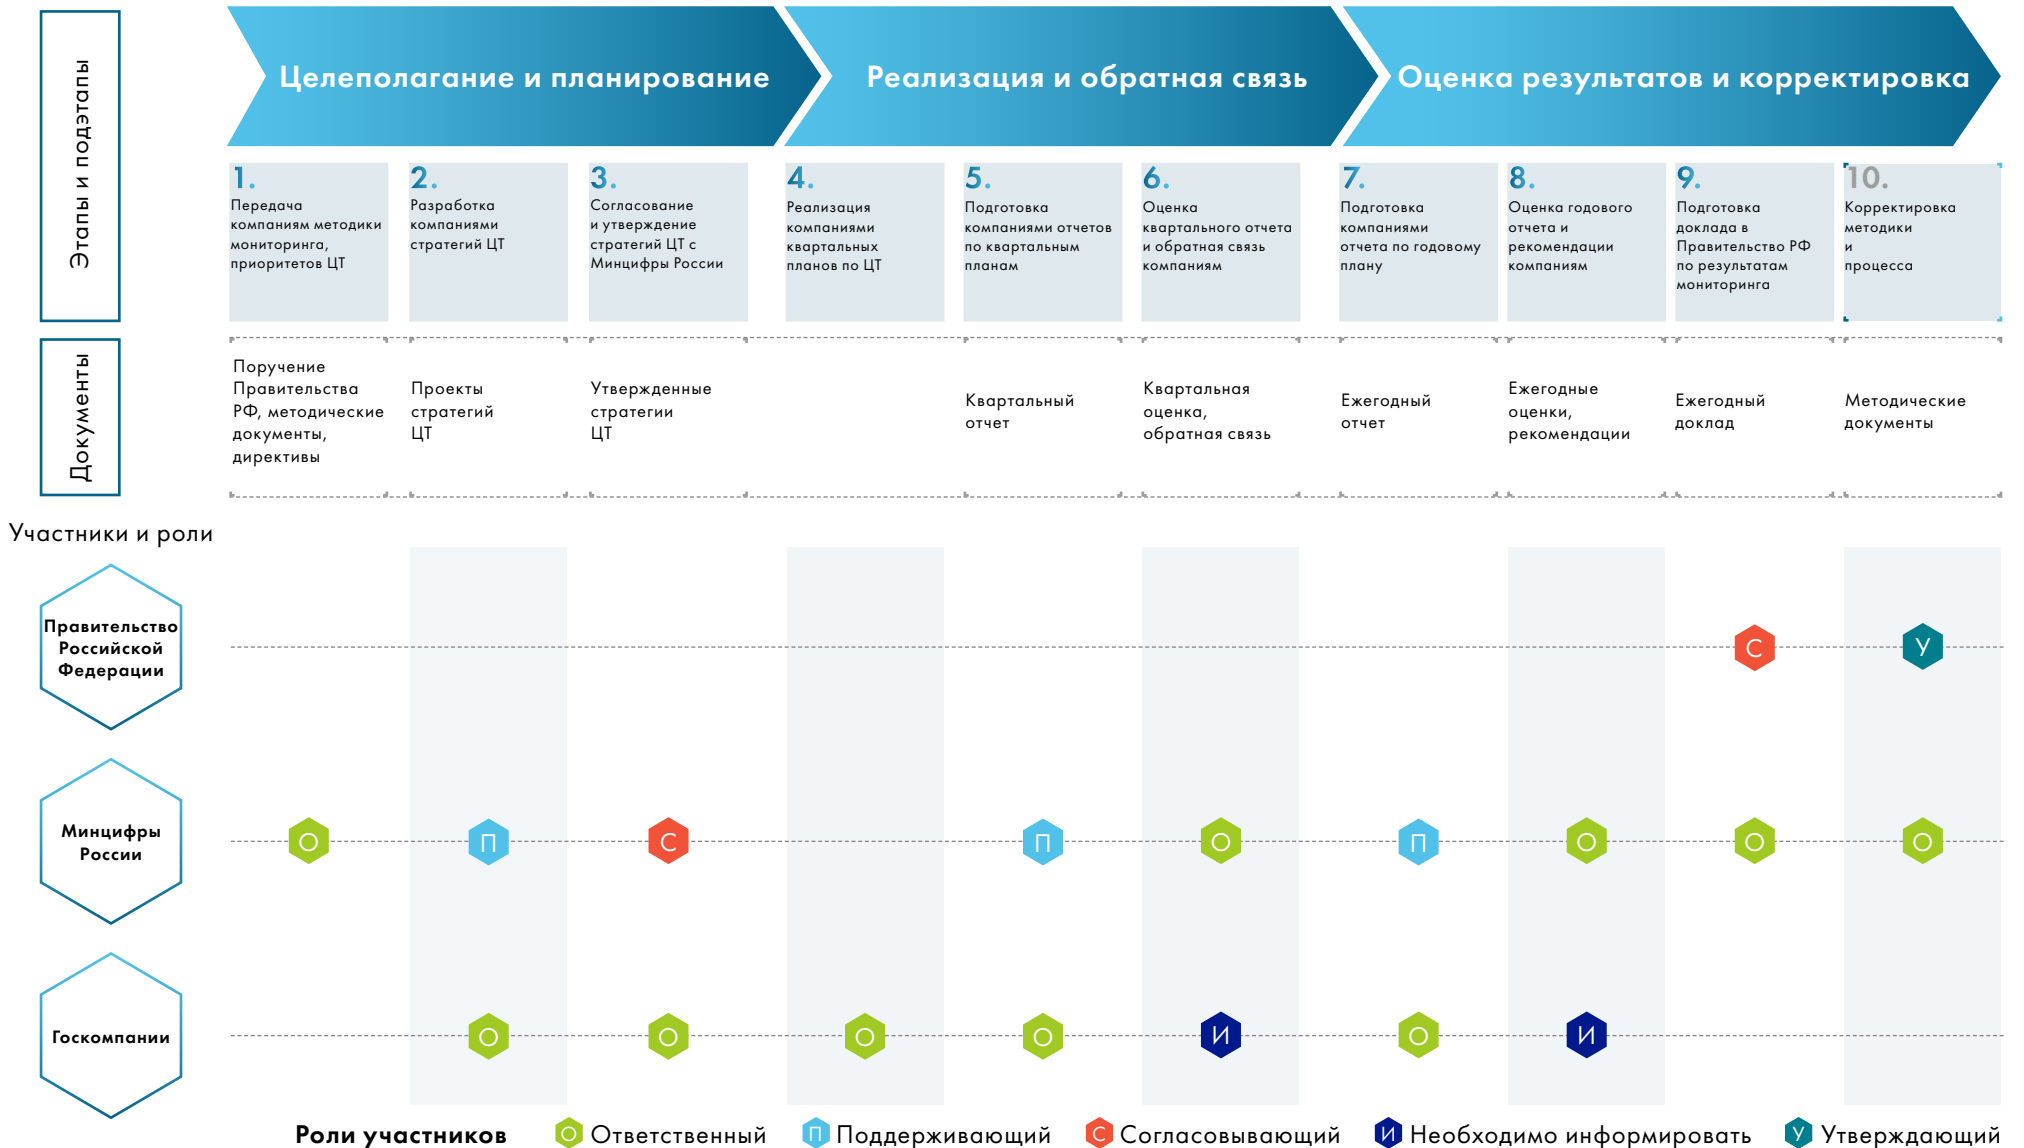 Этапы и подэтапы
Целеполагание и планирование
Реализация и обратная связь
Оценка результатов и корректировка
1.
Передача
компаниям методики
мониторинга,
приоритетов ЦТ
2.
Разработка
компаниями
стратегий ЦТ
3.
Согласование
и утверждение
стратегий ЦТ с
Минцифры России
4.
Реализация
компаниями
квартальных
планов по ЦТ
5.
Подготовка
компаниями отчетов
по квартальным
планам
6.
Оценка
квартального отчета
и обратная связь
компаниям
7.
Подготовка
компаниями
отчета по годовому
плану
8.
Оценка годового
отчета и
рекомендации
компаниям
9.
Подготовка
доклада в
Правительство РФ
по результатам
мониторинга
10.
Корректировка
методики
и
процесса
Документы
Поручение
Правительства
РФ, методические
документы,
директивы
Проекты
стратегий
ЦТ
Утвержденные
стратегии
ЦТ
Квартальный
отчет
Квартальная
оценка,
обратная связь
Ежегодный
отчет
Ежегодные
оценки,
рекомендации
Ежегодный
доклад
Методические
документы
Участники и роли
Правительство
Российской
Федерации
С
У
Минцифры
России
О
П
С
П
О
П
О
О
О
Госкомпании
О
О
О
О
И
О
И
Роли участников
О Ответственный
П Поддерживающий
С Согласовывающий
И Необходимо информировать
У Утверждающий